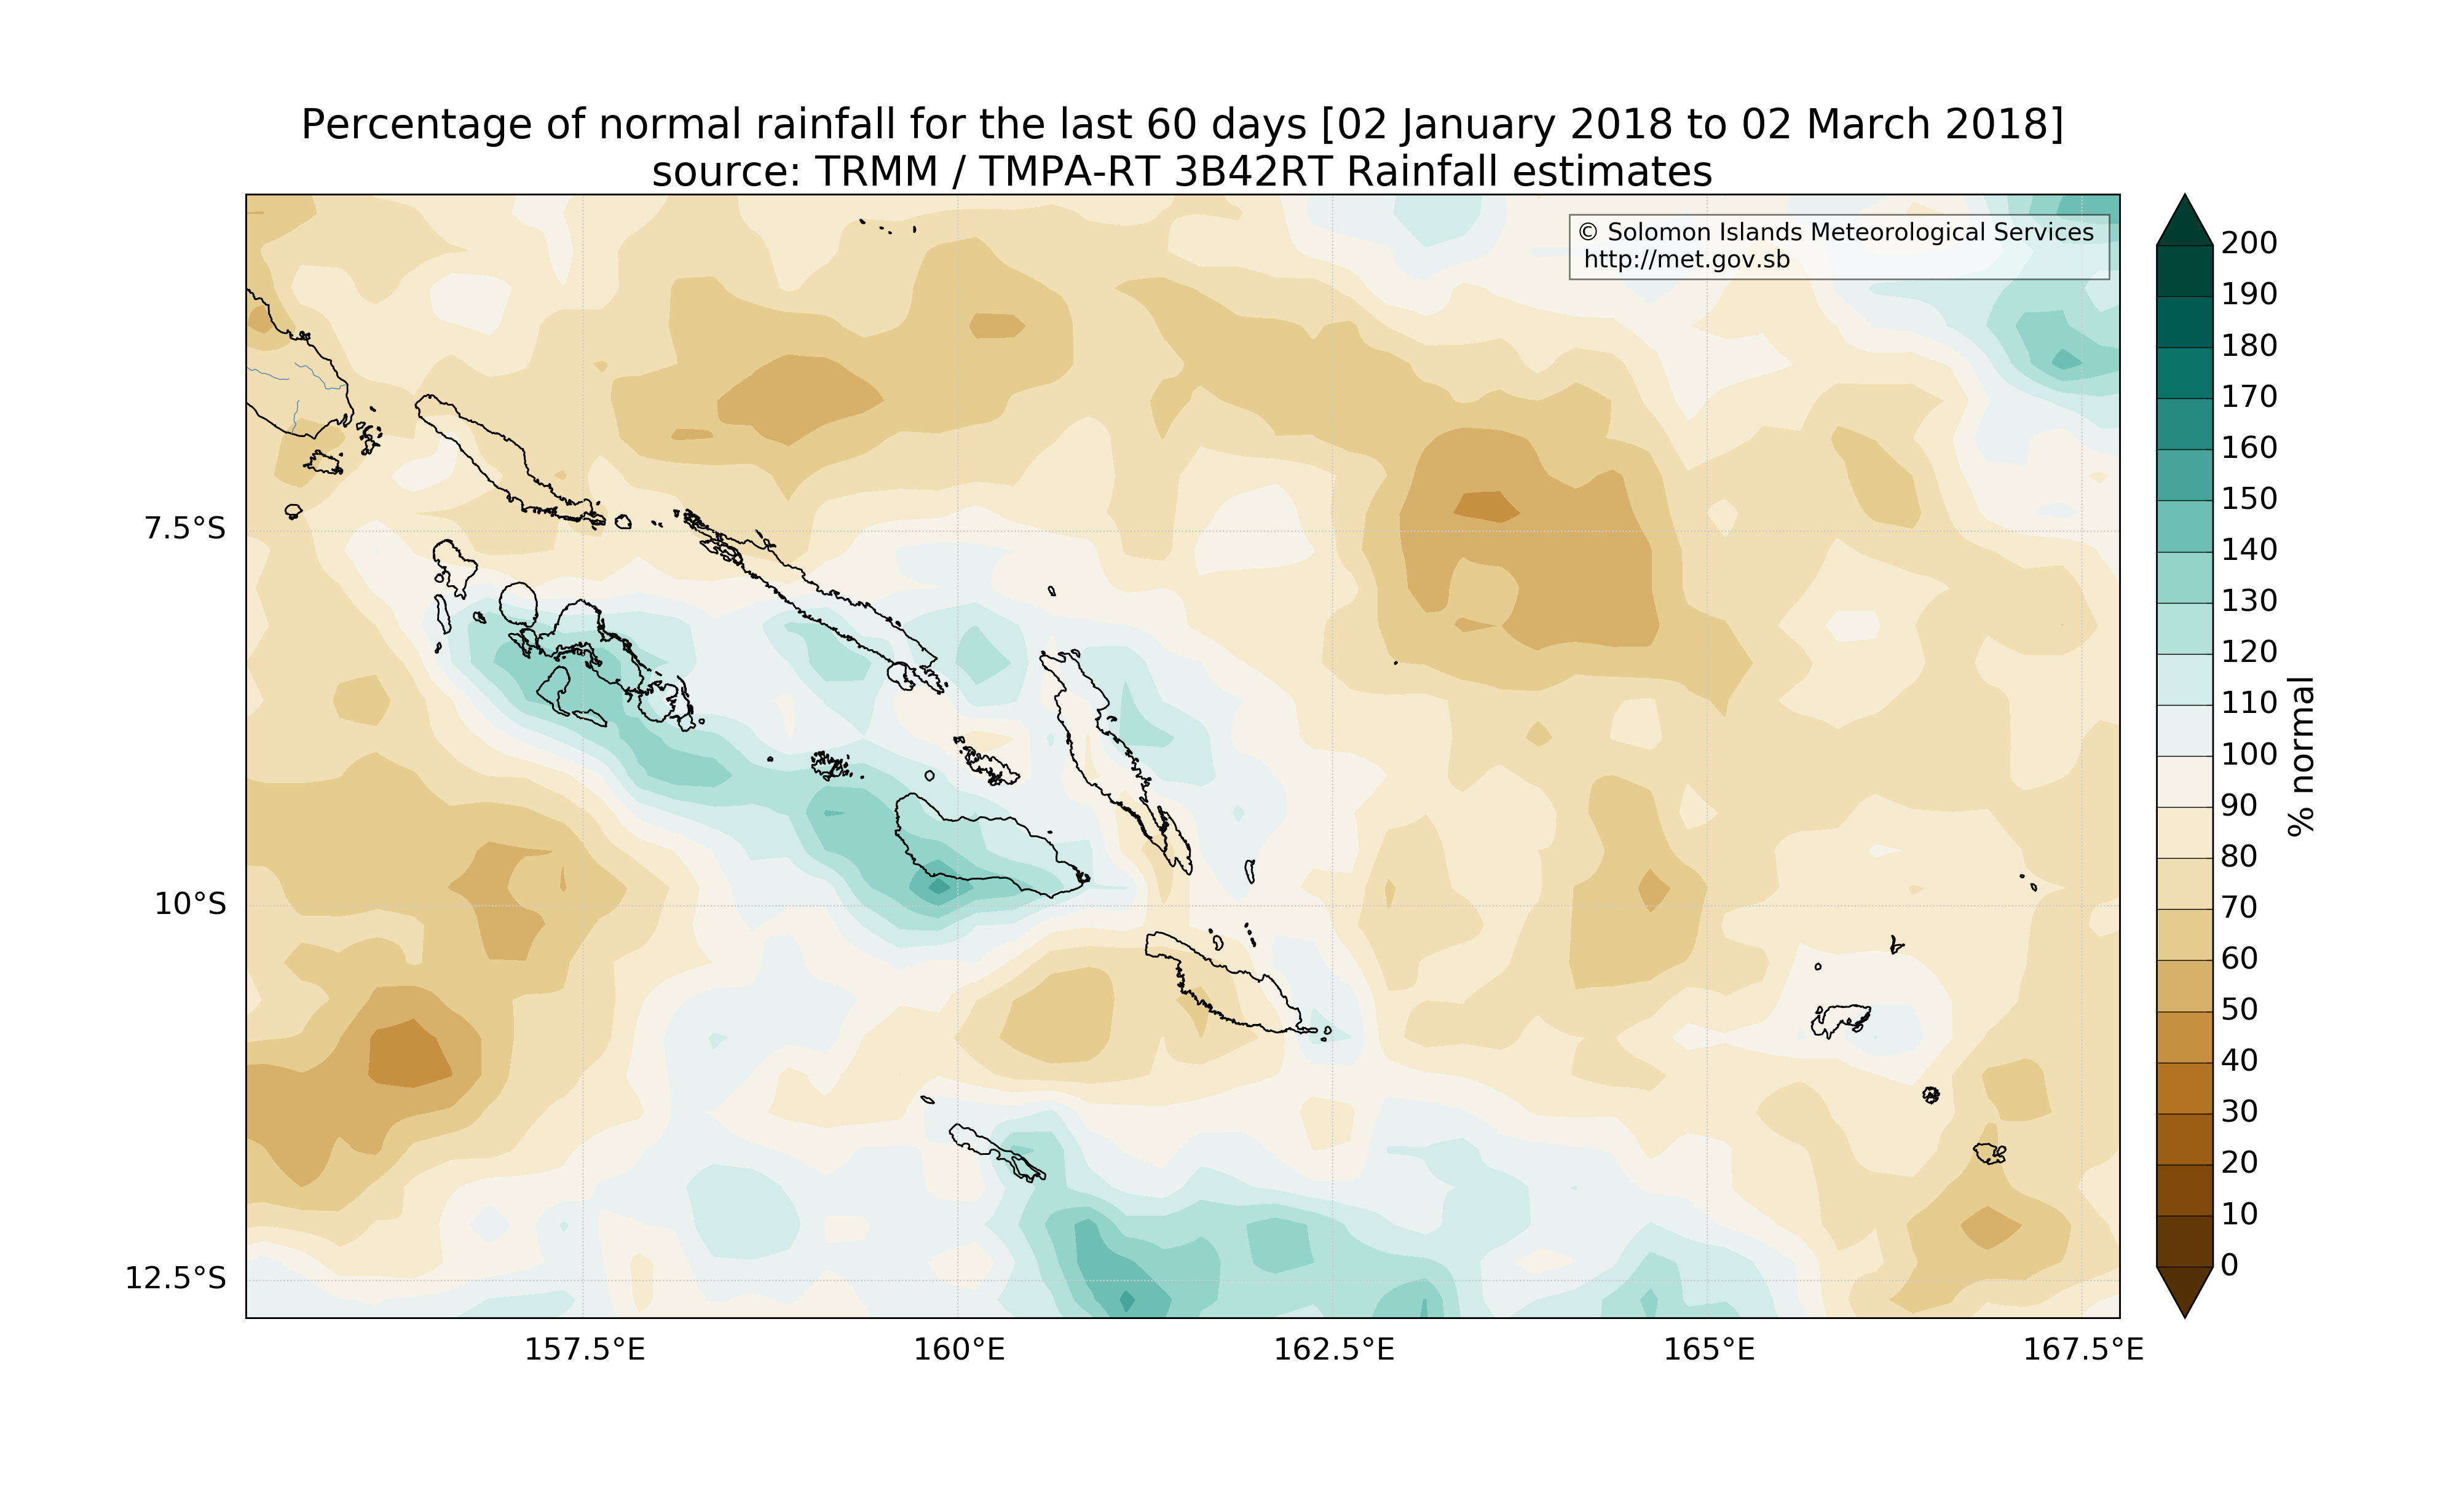 Percentage of normal rainfall for the last 60 days [02 January 2018 to 02 March 2018]
source: TRMM / TMPA-RT 3B42RT Rainfall estimates
© Solomon Islands Meteorological Services
http://met.gov.sb
7.5°S
10°S
12.5°S
157.5°E
160°E
162.5°E
165°E
167.5°E
200
190
180
170
160
150
140
130
120
110
100
90
80
70
60
50
40
30
20
10
0
% normal